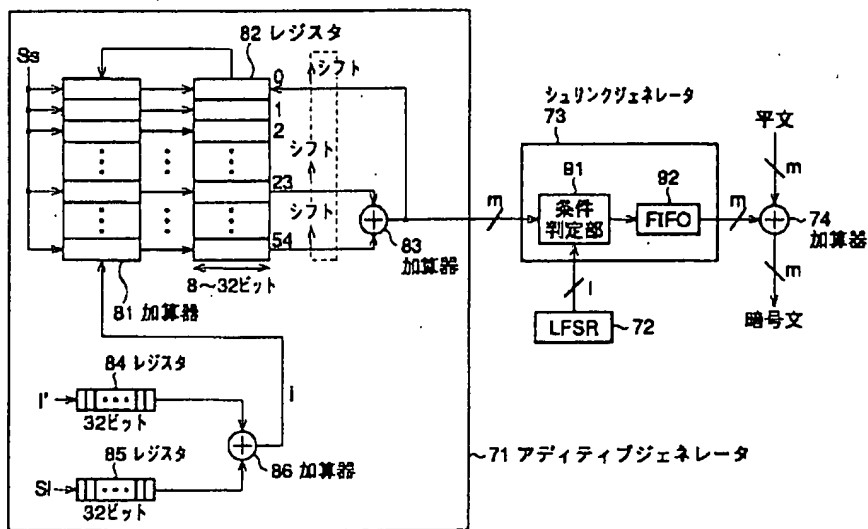 Ss
82 レジスタ
0
1
2
23
54
シフト
シフト
シフト
83
加算器
8〜32ビット
81 加算器
84 レジスタ
I'
32ビット
85 レジスタ
SI
32ビット
86 加算器
i
71 アディティブジェネレータ
m
シュリンクジェネレータ
73
91
条件
判定部
92
FIFO
l
LFSR
72
平文
m
m
74
加算器
m
暗号文